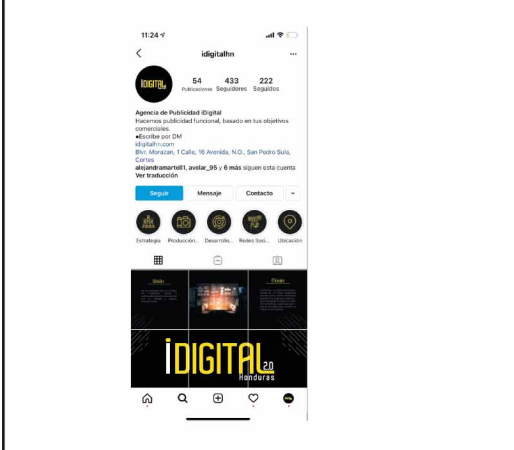 11:24
idigitalhn
IDIGITAL
54 433 222
Publicaciones Seguidores Seguidos
Agencia de Publicidad iDigital
Hacemos publicidad funcional, basado en tus objetivos
comerciales.
●Escribe por DM
idigitalhn.com
Blvr. Morazan, 1 Calle, 16 Avenida, N.O., San Pedro Sula,
Cortes
alejandramartell1, avelar_95 y 6 más siguen esta cuenta
Ver traducción
Seguir Mensaje Contacto
Estrategia Producción... Desarrollo... Redes Soci... Ubicación
iDIGITAL 2.0
Honduras